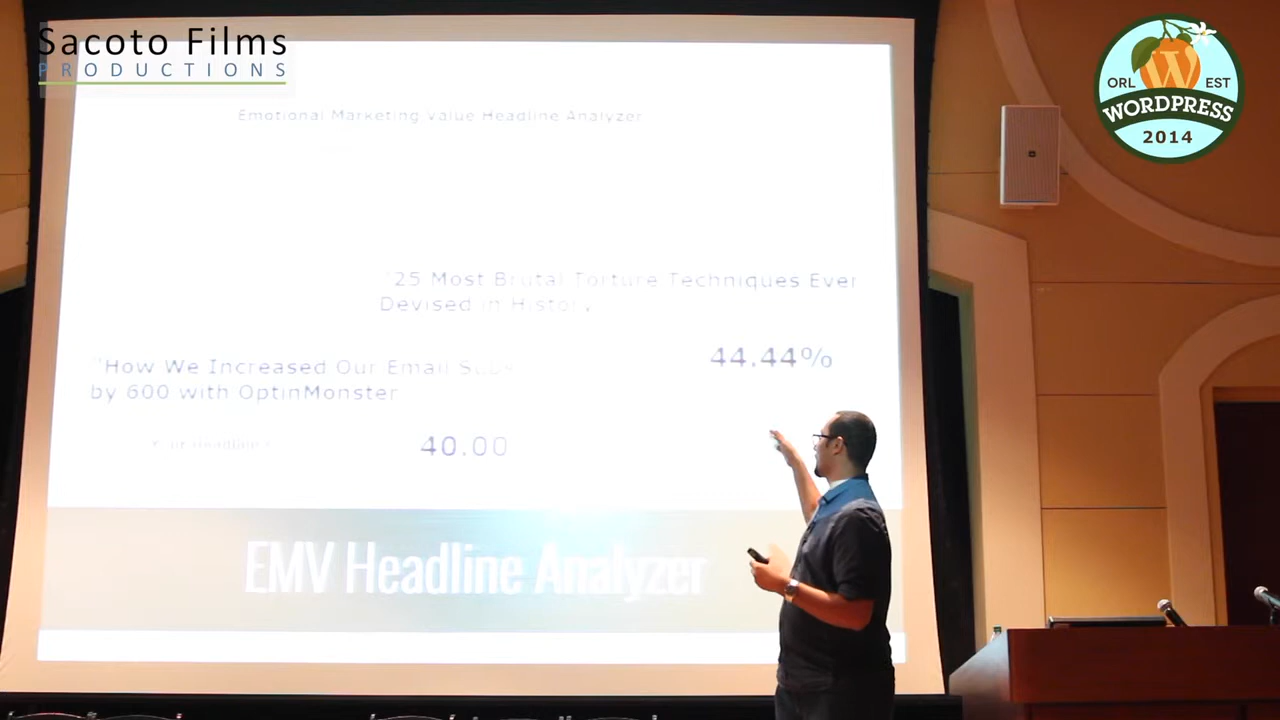 Sacoto Films
PRODUCTIONS
ORL EST
WORDPRESS
2014
Emotional Marketing Value Headline Analyzer
"25 Most Brutal Torture Techniques Ever
Devised in History
44.44%
"How We Increased Our Email Subs
by 600 with OptinMonster
40.00
EMV Headline Analyzer